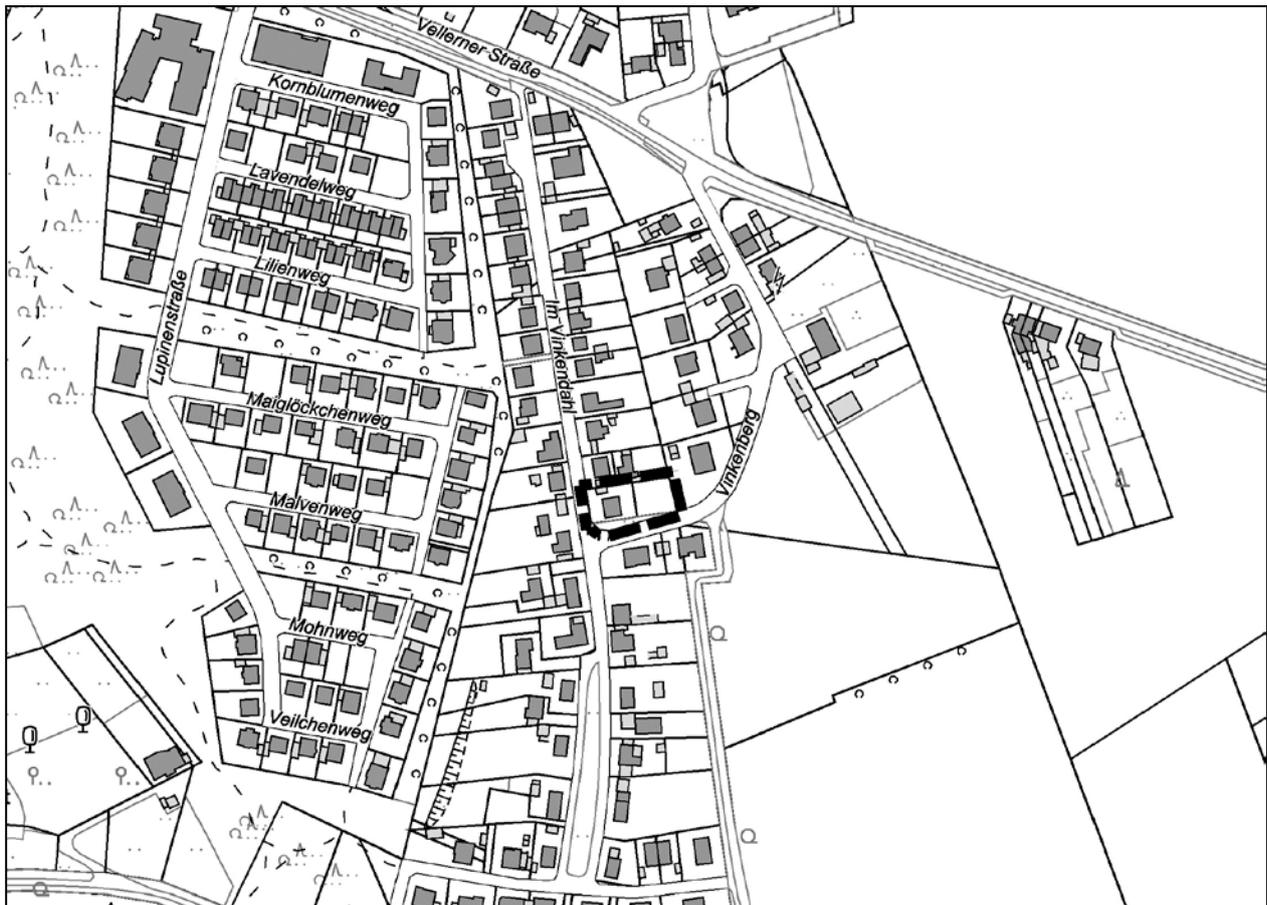 Vellerner Straße
Kornblumenweg
Lavendelweg
Lilienweg
Lupinenstraße
Im Vinkendahl
Maiglöckchenweg
Vinkenberg
Malvenweg
Mohnweg
Veilchenweg